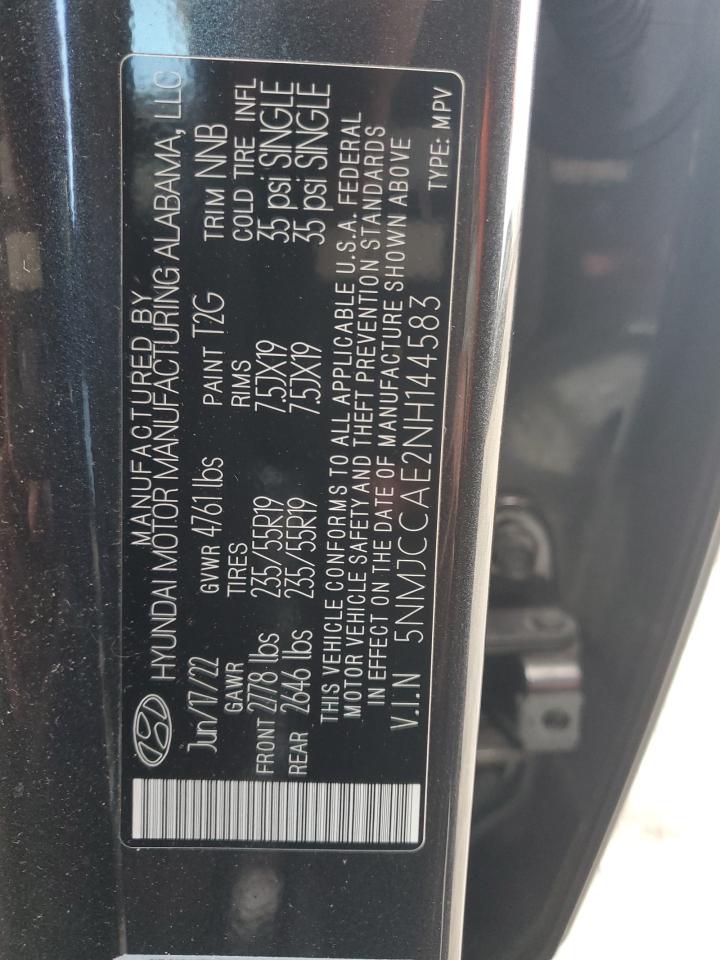 MANUFACTURED BY
HYUNDAI MOTOR MANUFACTURING ALABAMA, LLC
Jun/17/22 GVWR 4761 lbs PAINT T2G TRIM NNB
GAWR TIRES RIMS COLD TIRE INFL
FRONT 2778 lbs 235/55R19 7.5JX19 35 psi SINGLE
REAR 2646 lbs 235/55R19 7.5JX19 35 psi SINGLE
THIS VEHICLE CONFORMS TO ALL APPLICABLE U.S.A. FEDERAL
MOTOR VEHICLE SAFETY AND THEFT PREVENTION STANDARDS
IN EFFECT ON THE DATE OF MANUFACTURE SHOWN ABOVE
V.I.N 5NMJCCAE2NH144583 TYPE: MPV